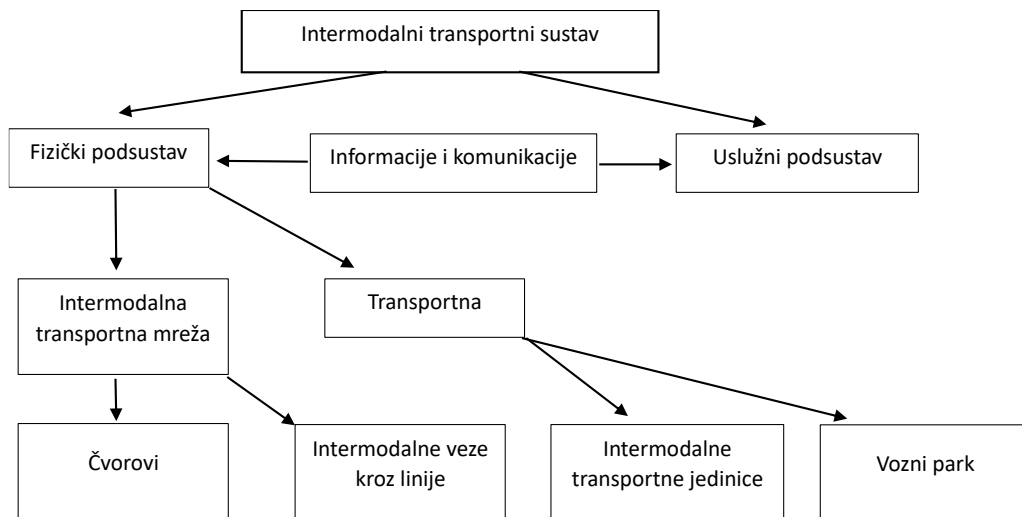 Intermodalni transportni sustav
Fizički podsustav
Informacije i komunikacije
Uslužni podsustav
Intermodalna
transportna mreža
Transportna
Čvorovi
Intermodalne veze
kroz linije
Intermodalne
transportne jedinice
Vozni park